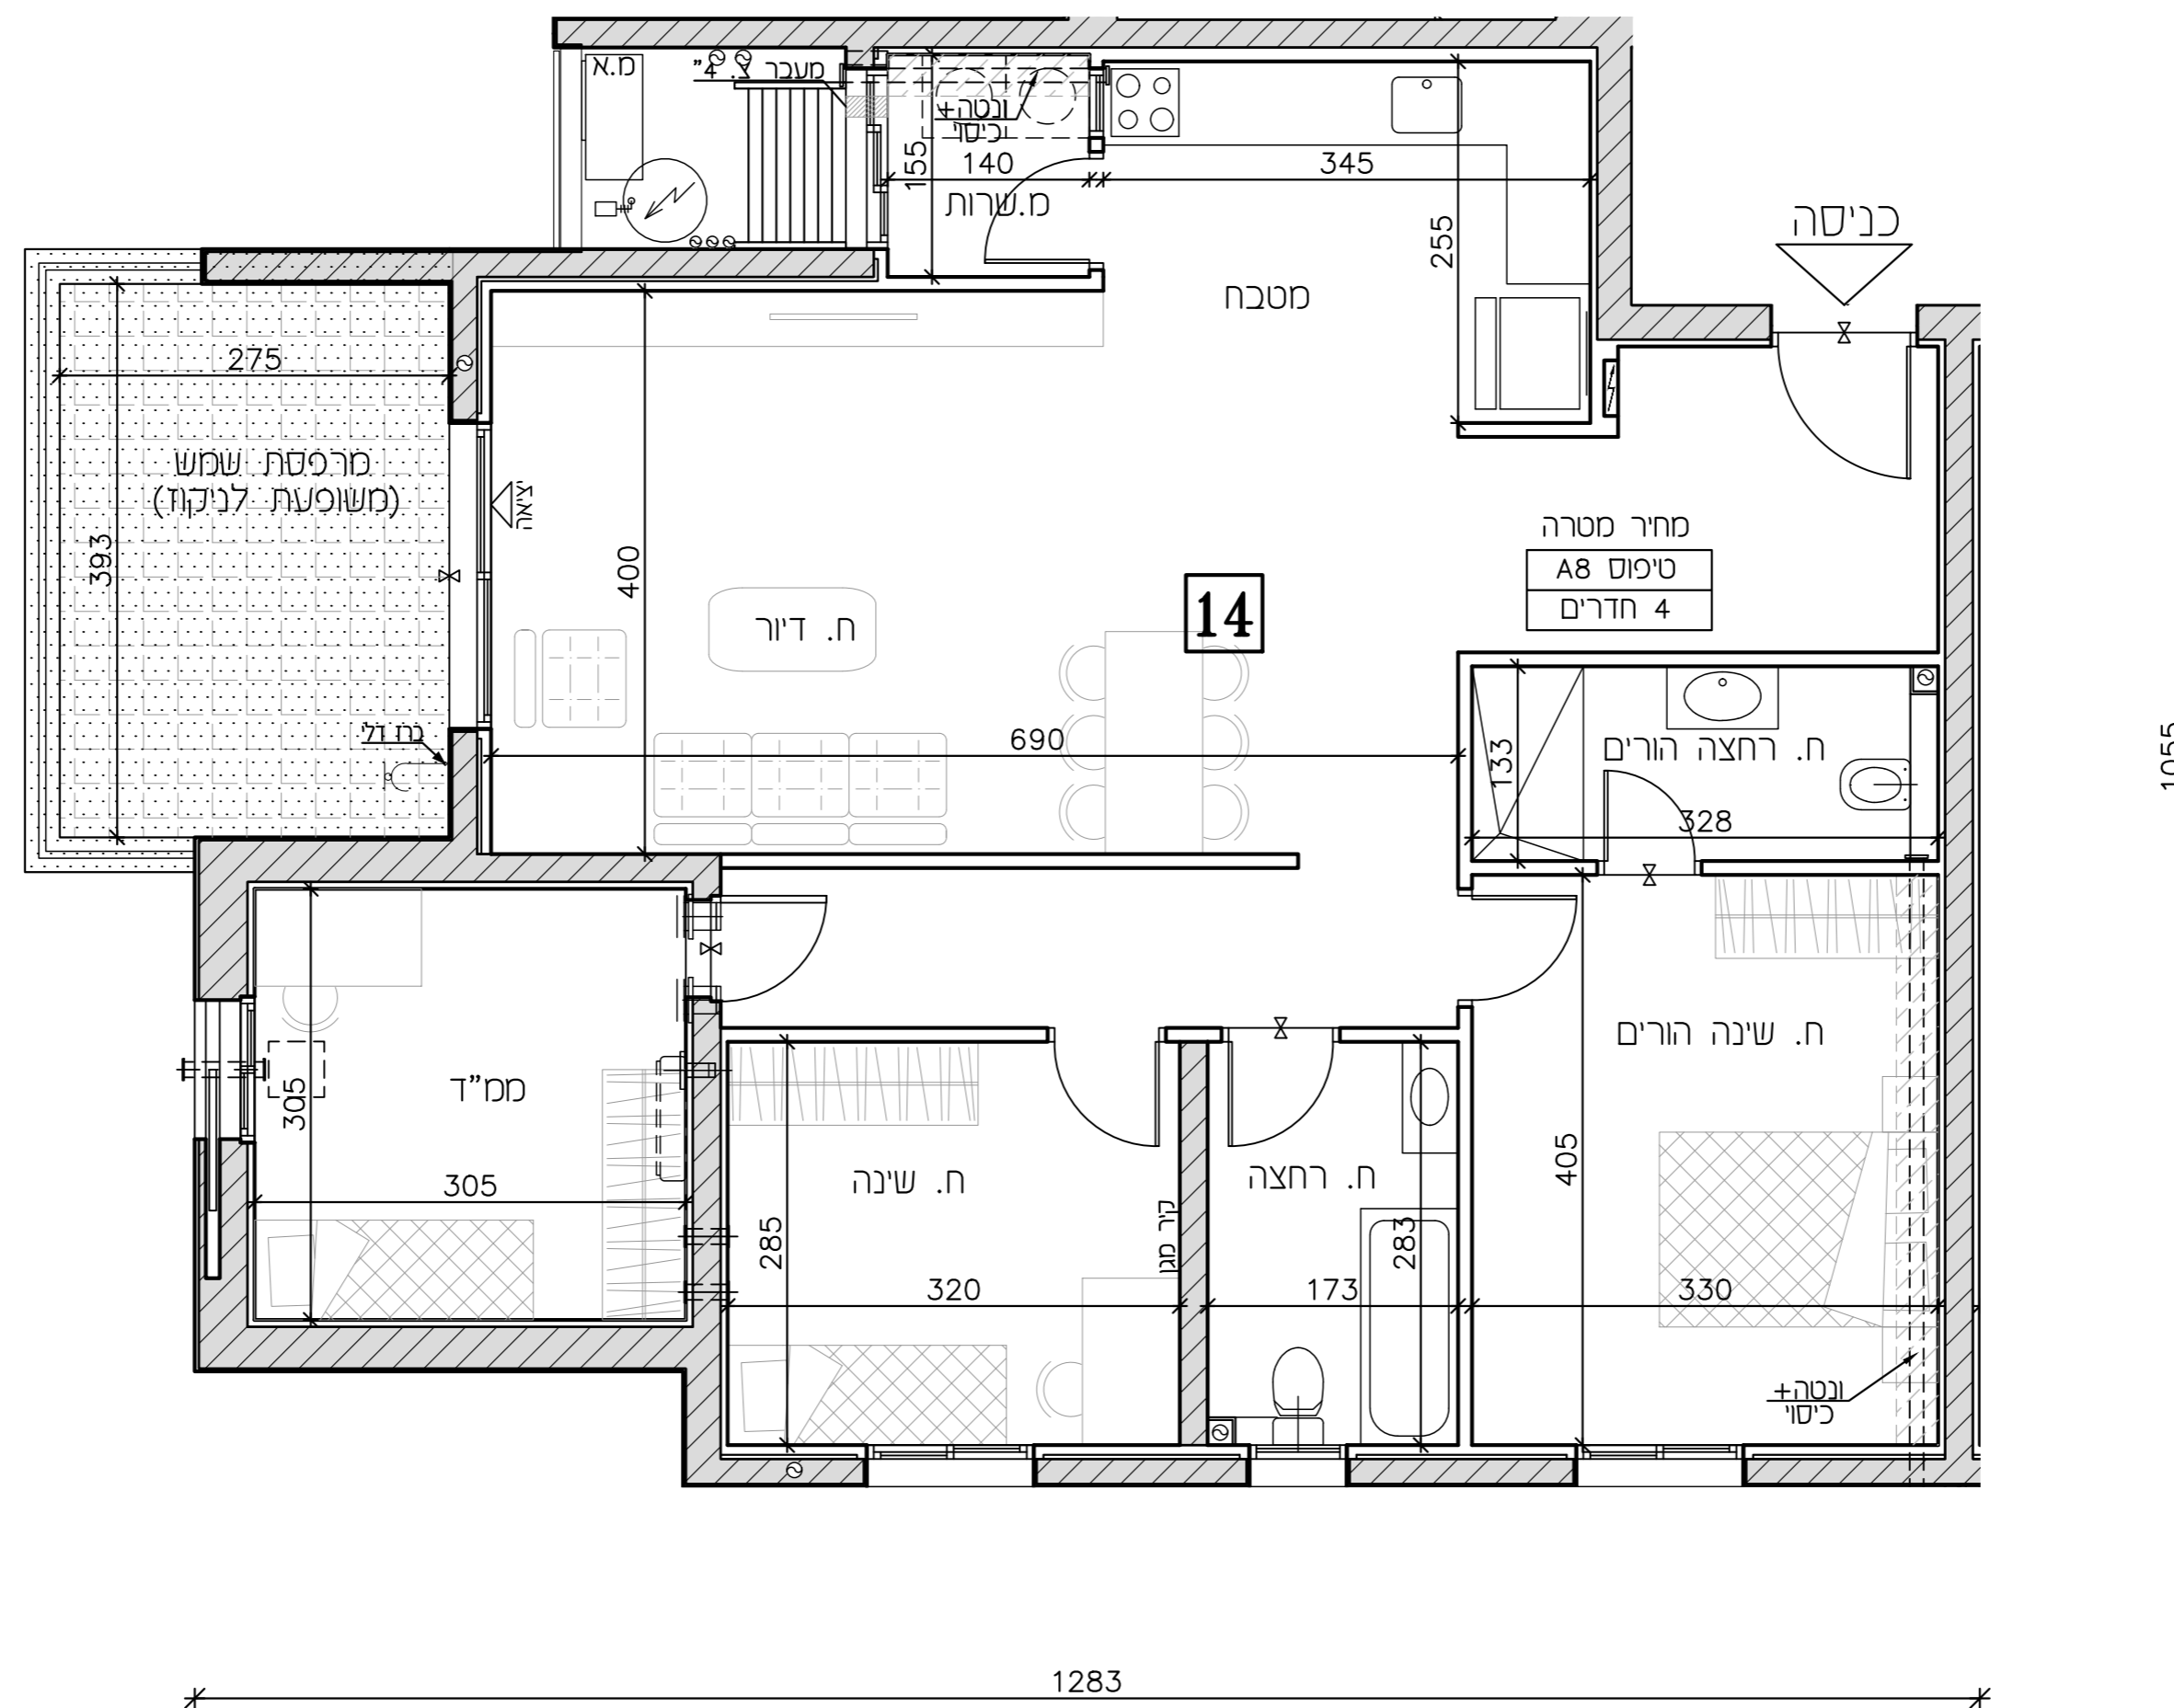 מ.א
מעבר צ. 4"
ונטה+
כיסוי
155
140
345
מ.שרות
255
כניסה
מטבח
275
מרפסת שמש
(משופעת לניקוז)
יציאה
393
400
מחיר מטרה
טיפוס A8
4 חדרים
14
ח. דיור
ברז דלי
690
133
ח. רחצה הורים
328
1055
ח. שינה הורים
ממ"ד
305
305
ח. שינה
ח. רחצה
405
קיר מגן
285
283
320
173
330
ונטה+
כיסוי
1283